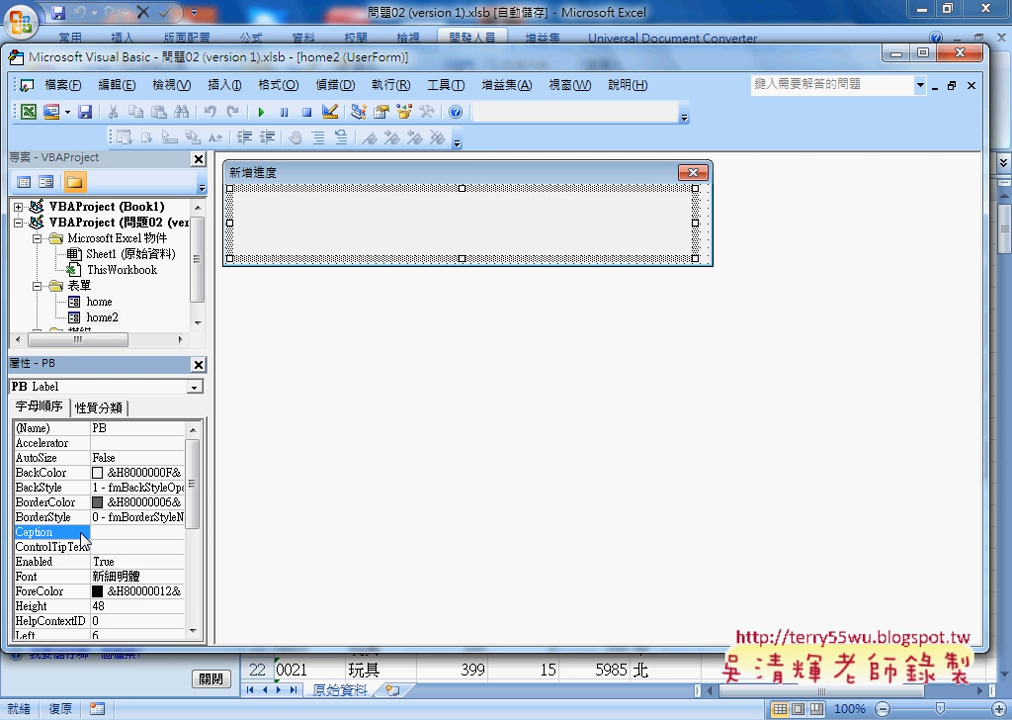 問題02 (version 1).xlsb [自動儲存] - Microsoft Excel
常用 插入 版面配置 公式 資料 校閱 檢視 開發人員 增益集 Universal Document Converter
Microsoft Visual Basic - 問題02 (version 1).xlsb - [home2 (UserForm)]
檔案(F) 編輯(E) 檢視(V) 插入(I) 格式(O) 偵錯(D) 執行(R) 工具(T) 增益集(A) 視窗(W) 說明(H)
鍵入需要解答的問題
專案 - VBAProject
VBAProject (Book1)
VBAProject (問題02 (ver
Microsoft Excel 物件
Sheet1 (原始資料)
ThisWorkbook
表單
home
home2
新增進度
屬性 - PB
PB Label
字母順序 性質分類
(Name) PB
Accelerator
AutoSize False
BackColor &H8000000F&
BackStyle 1 - fmBackStyleOpa
BorderColor &H80000006&
BorderStyle 0 - fmBorderStyleN
Caption
ControlTipText
Enabled True
Font 新細明體
ForeColor &H80000012&
Height 48
HelpContextID 0
Left 6
http://terry55wu.blogspot.tw
吳清輝老師錄製
關閉
22 0021 玩具 399 15 5985 北
原始資料
就緒 復原 100%